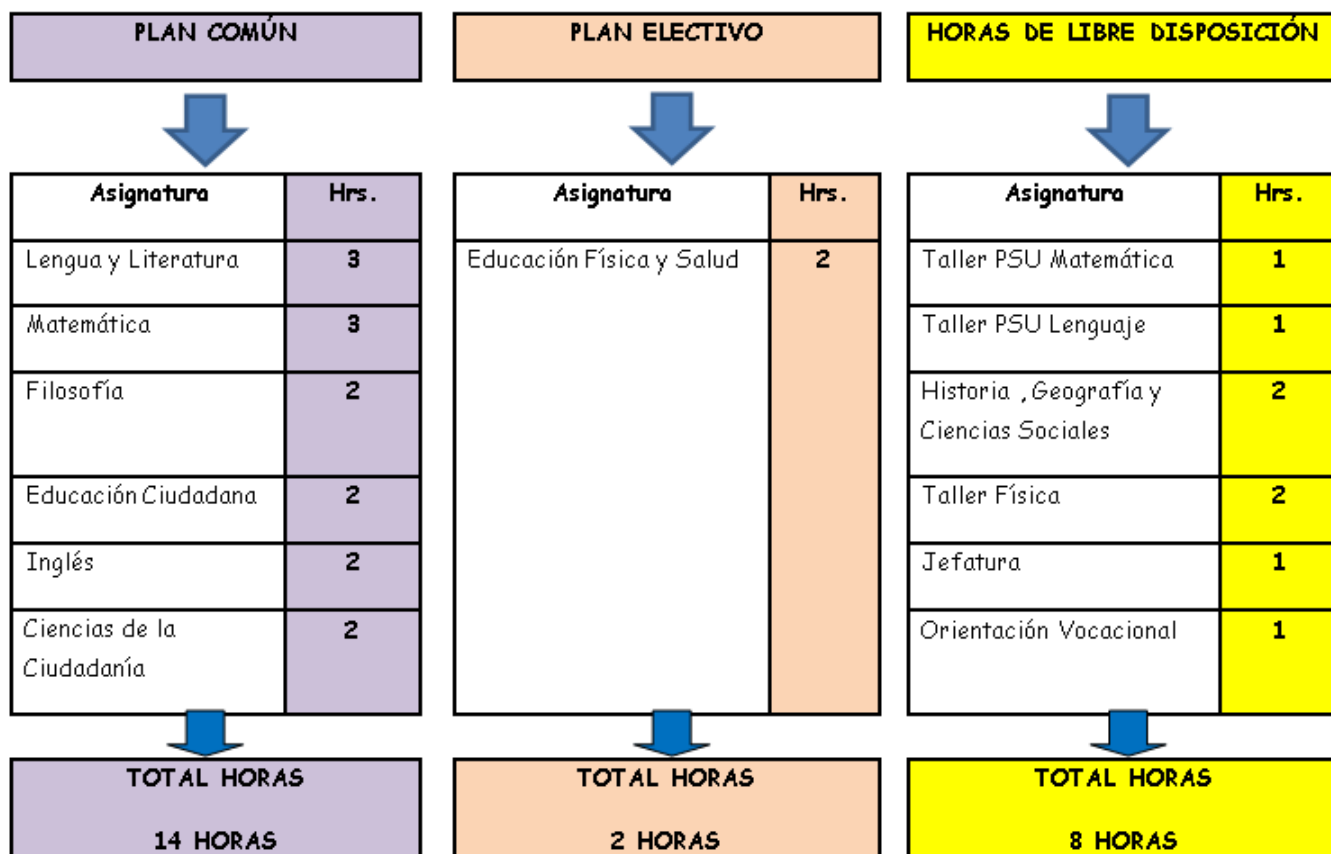 PLAN COMÚN
Asignatura Hrs.
Lengua y Literatura 3
Matemática 3
Filosofía 2
Educación Ciudadana 2
Inglés 2
Ciencias de la 2
Ciudadanía
TOTAL HORAS
14 HORAS
PLAN ELECTIVO
Asignatura Hrs.
Educación Física y Salud 2
TOTAL HORAS
2 HORAS
HORAS DE LIBRE DISPOSICIÓN
Asignatura Hrs.
Taller PSU Matemática 1
Taller PSU Lenguaje 1
Historia , Geografía y 2
Ciencias Sociales
Taller Física 2
Jefatura 1
Orientación Vocacional 1
TOTAL HORAS
8 HORAS